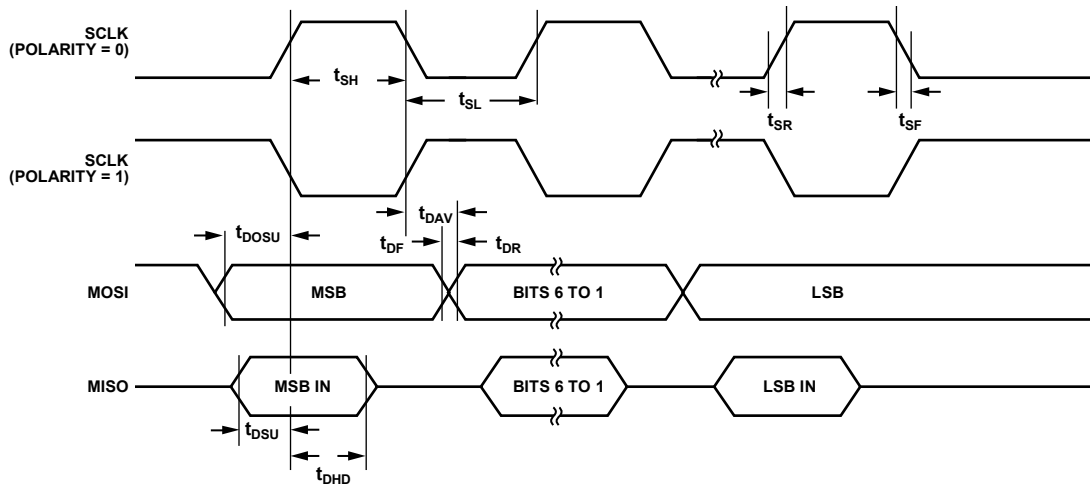 SCLK
(POLARITY = 0)
tSH
tSL
tSR
tSF
SCLK
(POLARITY = 1)
tDAV
tDOSU
tDF
tDR
MOSI
MSB
BITS 6 TO 1
LSB
MISO
MSB IN
BITS 6 TO 1
LSB IN
tDSU
tDHD